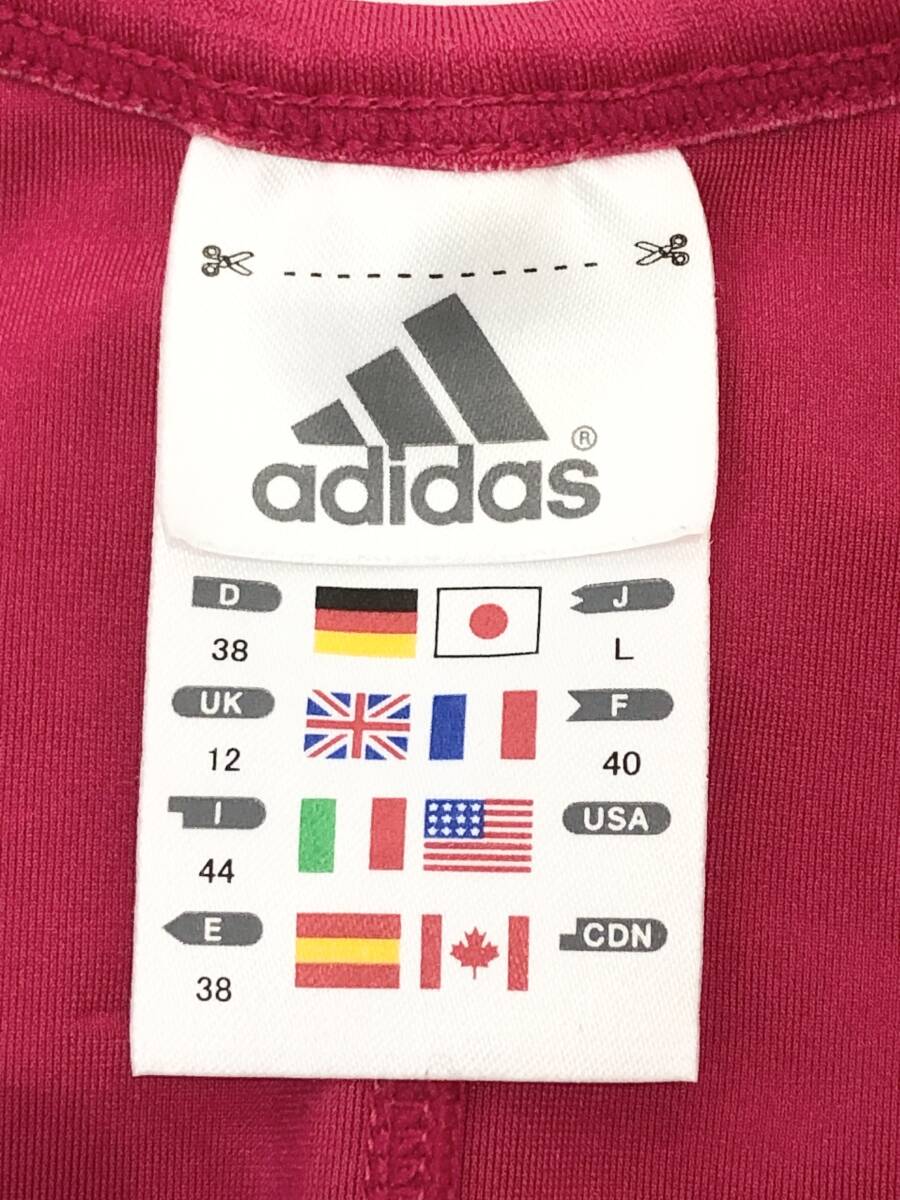 adidas®
D J
38 L
UK F
12 40
I USA
44
E CDN
38